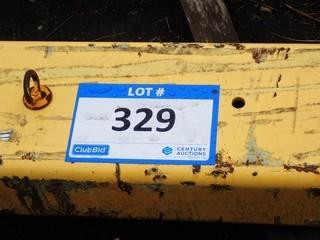 LOT #
329
ClubBid
CENTURY
AUCTIONS